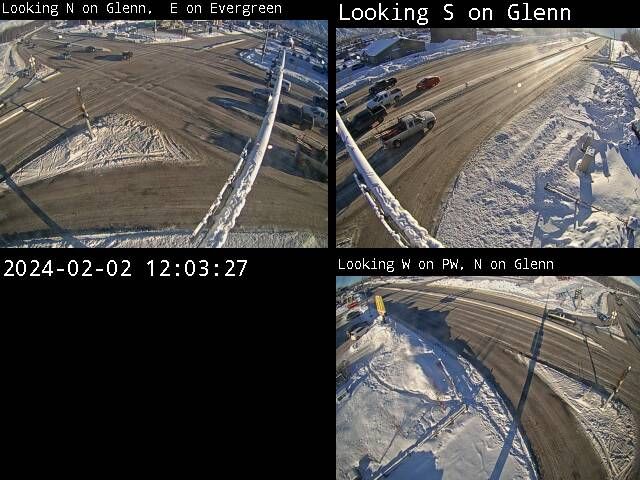 Looking N on Glenn,  E on Evergreen
Looking S on Glenn
2024-02-02 12:03:27
Looking W on PW, N on Glenn